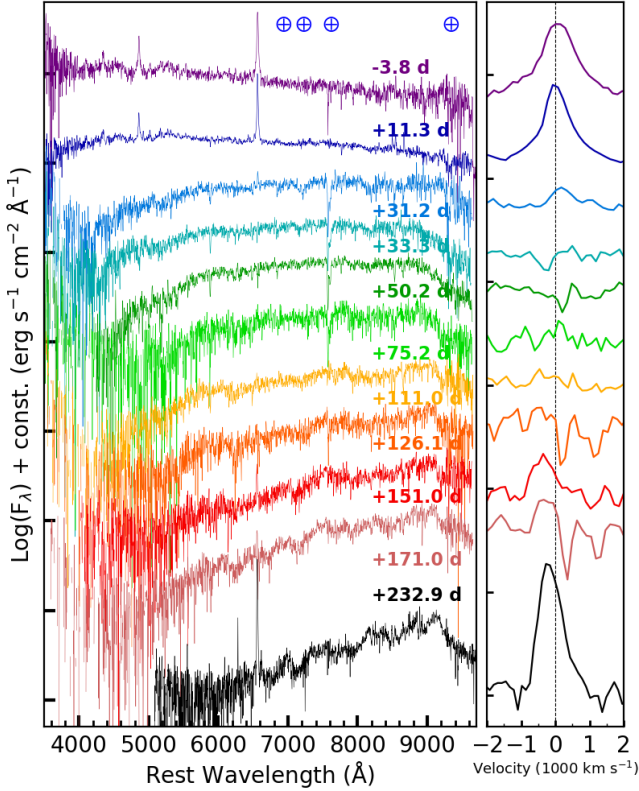 -3.8 d
+11.3 d
+31.2 d
+33.3 d
+50.2 d
+75.2 d
+111.0 d
+126.1 d
+151.0 d
+171.0 d
+232.9 d
Log(Fλ) + const. (erg s⁻¹ cm⁻² Å⁻¹)
4000 5000 6000 7000 8000 9000
Rest Wavelength (Å)
−2 −1 0 1 2
Velocity (1000 km s⁻¹)